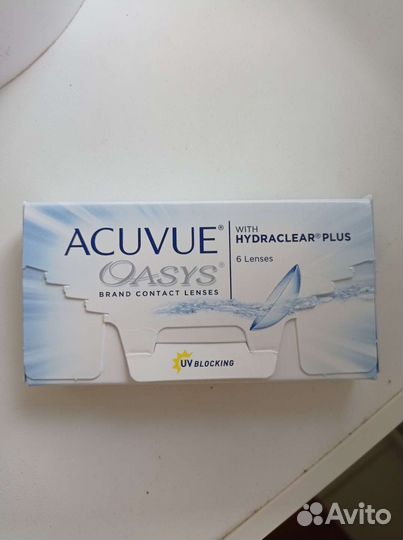 ACUVUE®
OASYS®
BRAND CONTACT LENSES
WITH
HYDRACLEAR® PLUS
6 Lenses
UV BLOCKING
Avito